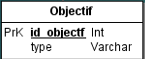 Objectif
PrK id_objectf Int
type Varchar